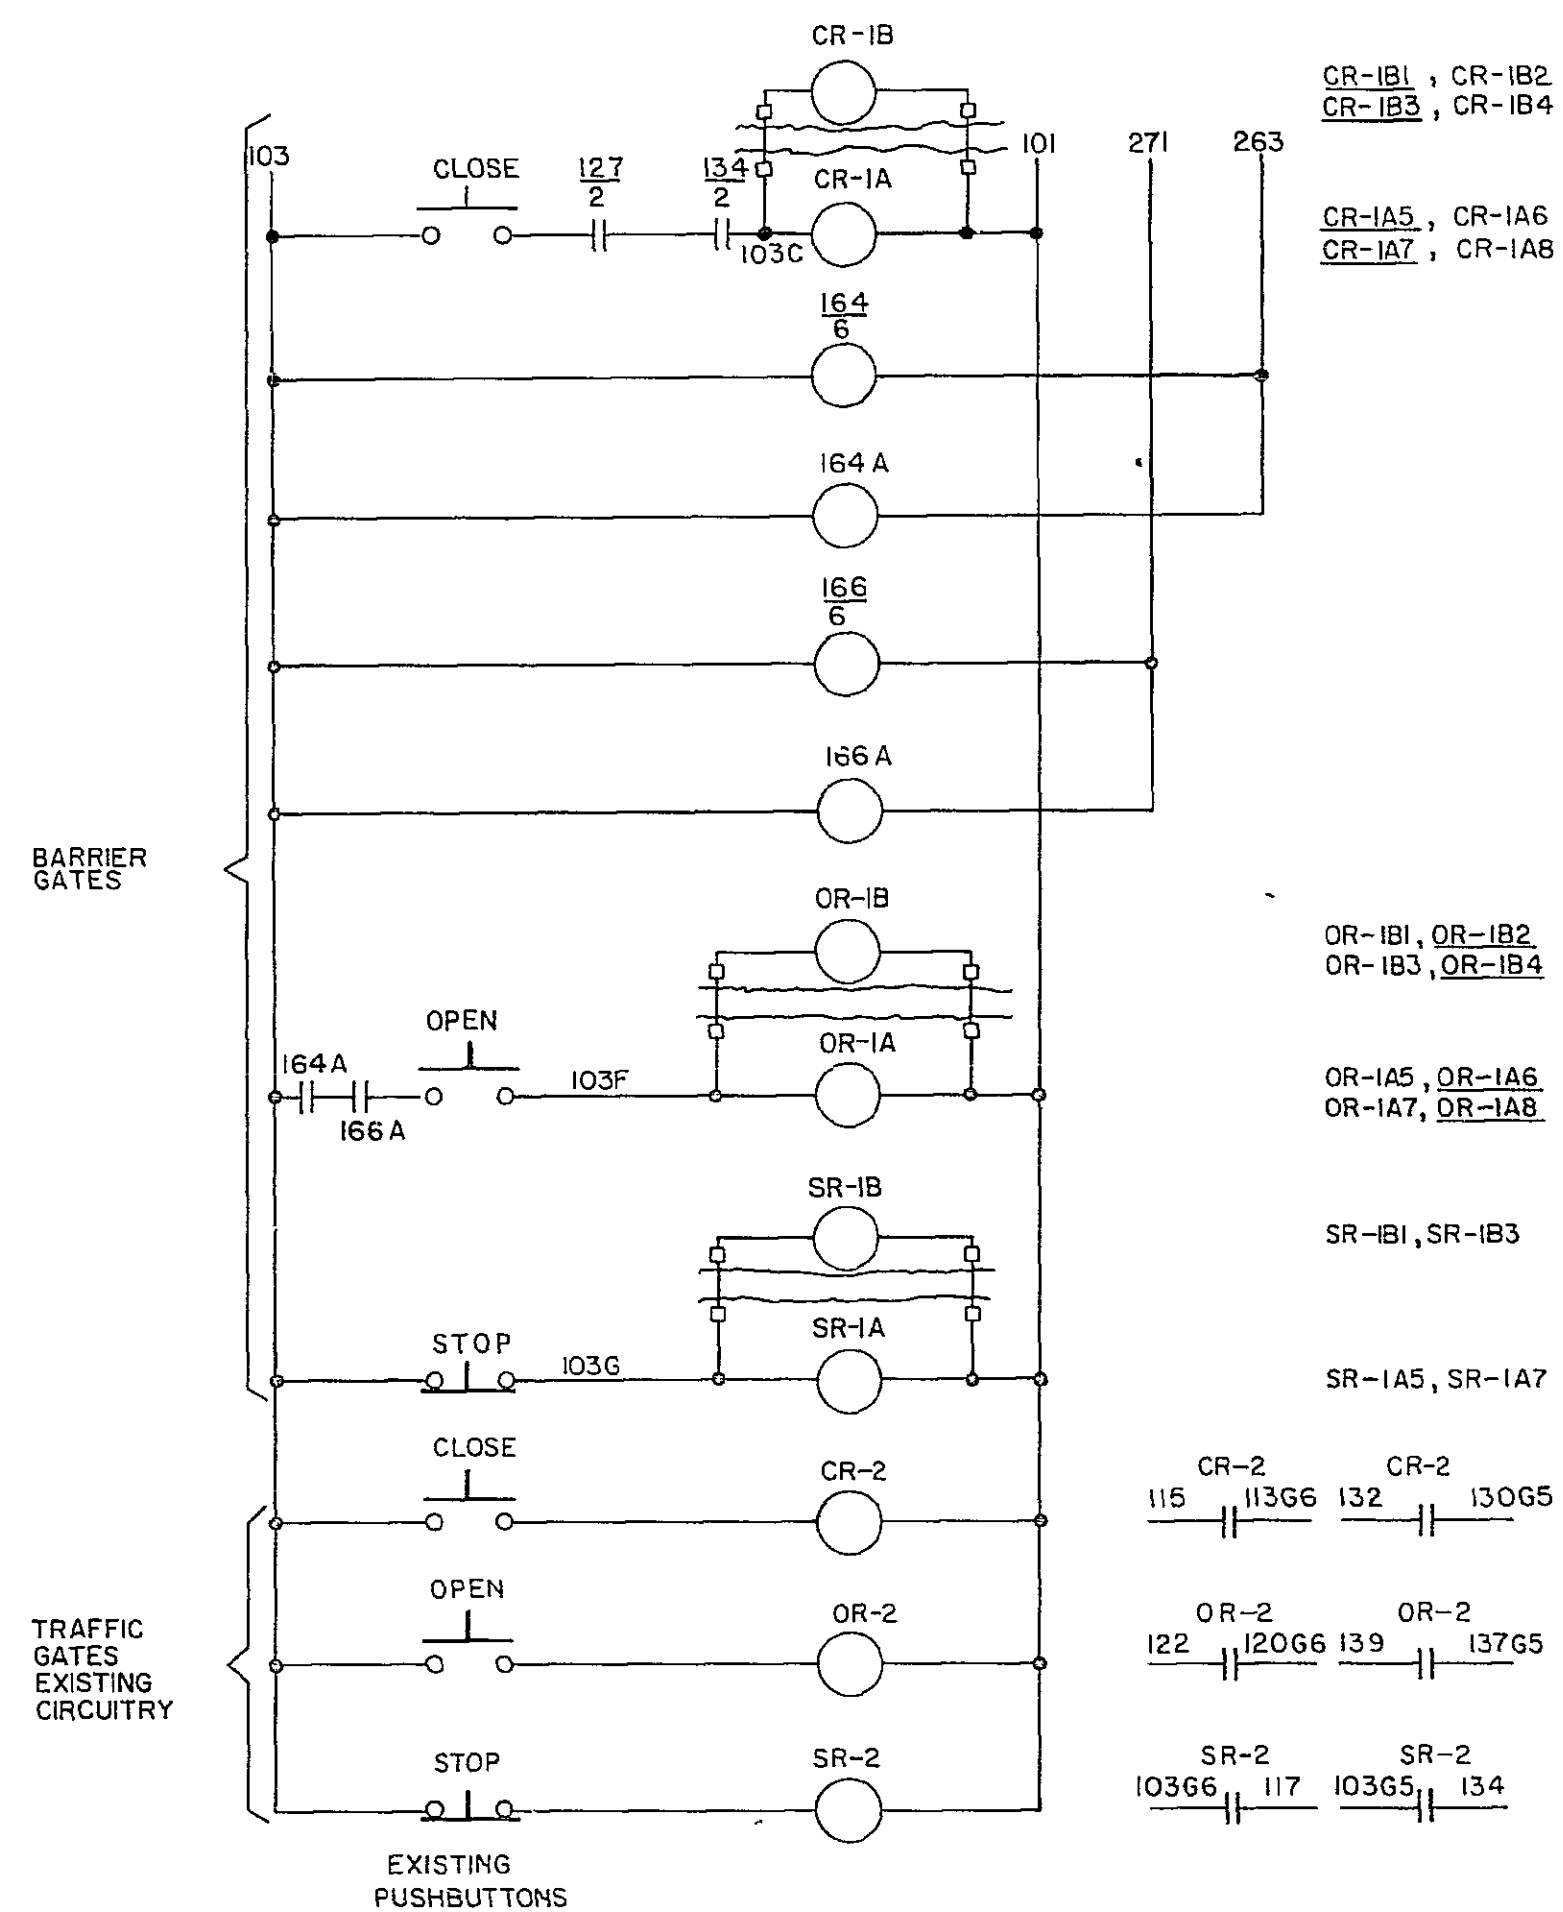 CR-1B
CR-1B1, CR-1B2
CR-1B3, CR-1B4
103
101
271
263
CLOSE
127
2
134
2
CR-1A
103C
CR-1A5, CR-1A6
CR-1A7, CR-1A8
164
6
164A
166
6
166A
BARRIER
GATES
OR-1B
OR-1B1, OR-1B2
OR-1B3, OR-1B4
OPEN
164A
166A
103F
OR-1A
OR-1A5, OR-1A6
OR-1A7, OR-1A8
SR-1B
SR-1B1, SR-1B3
STOP
103G
SR-1A
SR-1A5, SR-1A7
CLOSE
CR-2
CR-2
115 113G6
CR-2
132 130G5
TRAFFIC
GATES
EXISTING
CIRCUITRY
OPEN
OR-2
OR-2
122 120G6
OR-2
139 137G5
STOP
SR-2
SR-2
103G6 117
SR-2
103G5 134
EXISTING
PUSHBUTTONS